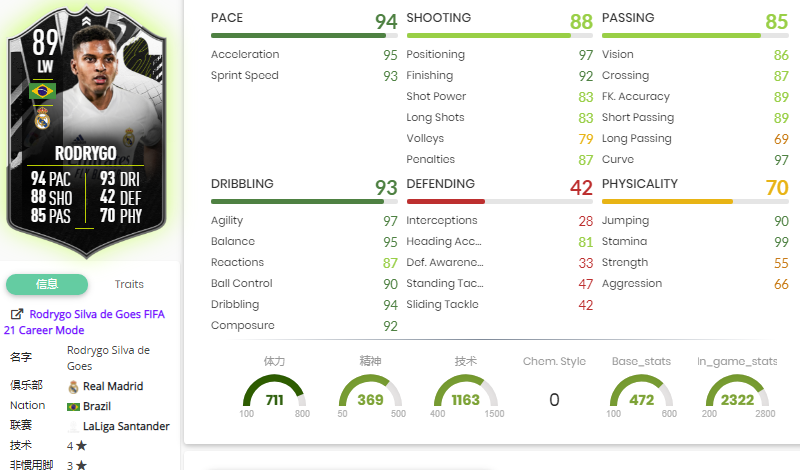 89
LW
RODRYGO
94 PAC 93 DRI
88 SHO 42 DEF
85 PAS 70 PHY
信息 Traits
Rodrygo Silva de Goes FIFA
21 Career Mode
名字 Rodrygo Silva de
Goes
俱乐部 Real Madrid
Nation Brazil
联赛 LaLiga Santander
技术 4 ★
非惯用脚 3 ★
PACE 94
Acceleration 95
Sprint Speed 93
SHOOTING 88
Positioning 97
Finishing 92
Shot Power 83
Long Shots 83
Volleys 79
Penalties 87
PASSING 85
Vision 86
Crossing 87
FK. Accuracy 89
Short Passing 89
Long Passing 69
Curve 97
DRIBBLING 93
Agility 97
Balance 95
Reactions 87
Ball Control 90
Dribbling 94
Composure 92
DEFENDING 42
Interceptions 28
Heading Acc... 81
Def. Awarene... 33
Standing Tac... 47
Sliding Tackle 42
PHYSICALITY 70
Jumping 90
Stamina 99
Strength 55
Aggression 66
体力 精神 技术 Chem. Style Base_stats In_game_stats
711 369 1163 0 472 2322
100 800 50 500 400 1500 100 600 200 2800